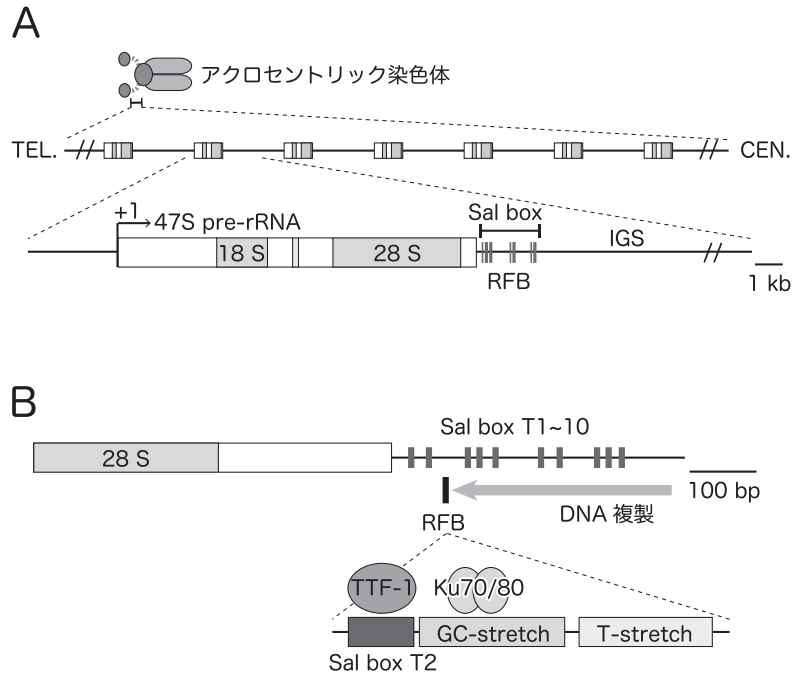 A
アクロセントリック染色体
TEL.
CEN.
+1
47S pre-rRNA
Sal box
18 S
28 S
IGS
RFB
1 kb
B
Sal box T1~10
28 S
100 bp
DNA 複製
RFB
TTF-1
Ku70/80
GC-stretch
T-stretch
Sal box T2